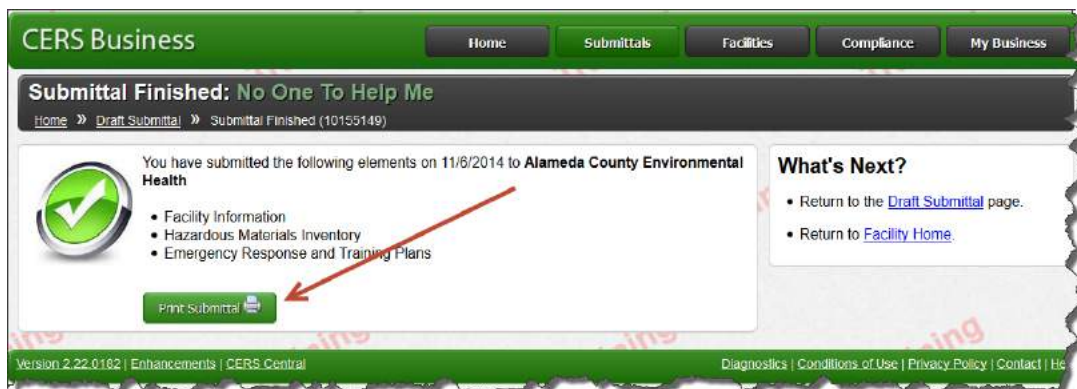 CERS Business
Home
Submittals
Facilities
Compliance
My Business
Submittal Finished: No One To Help Me
Home » Draft Submittal » Submittal Finished (10155149)
You have submitted the following elements on 11/6/2014 to Alameda County Environmental
Health
• Facility Information
• Hazardous Materials Inventory
• Emergency Response and Training Plans
Print Submittal
What's Next?
• Return to the Draft Submittal page.
• Return to Facility Home.
Version 2.22.0182 | Enhancements | CERS Central
Diagnostics | Conditions of Use | Privacy Policy | Contact | He